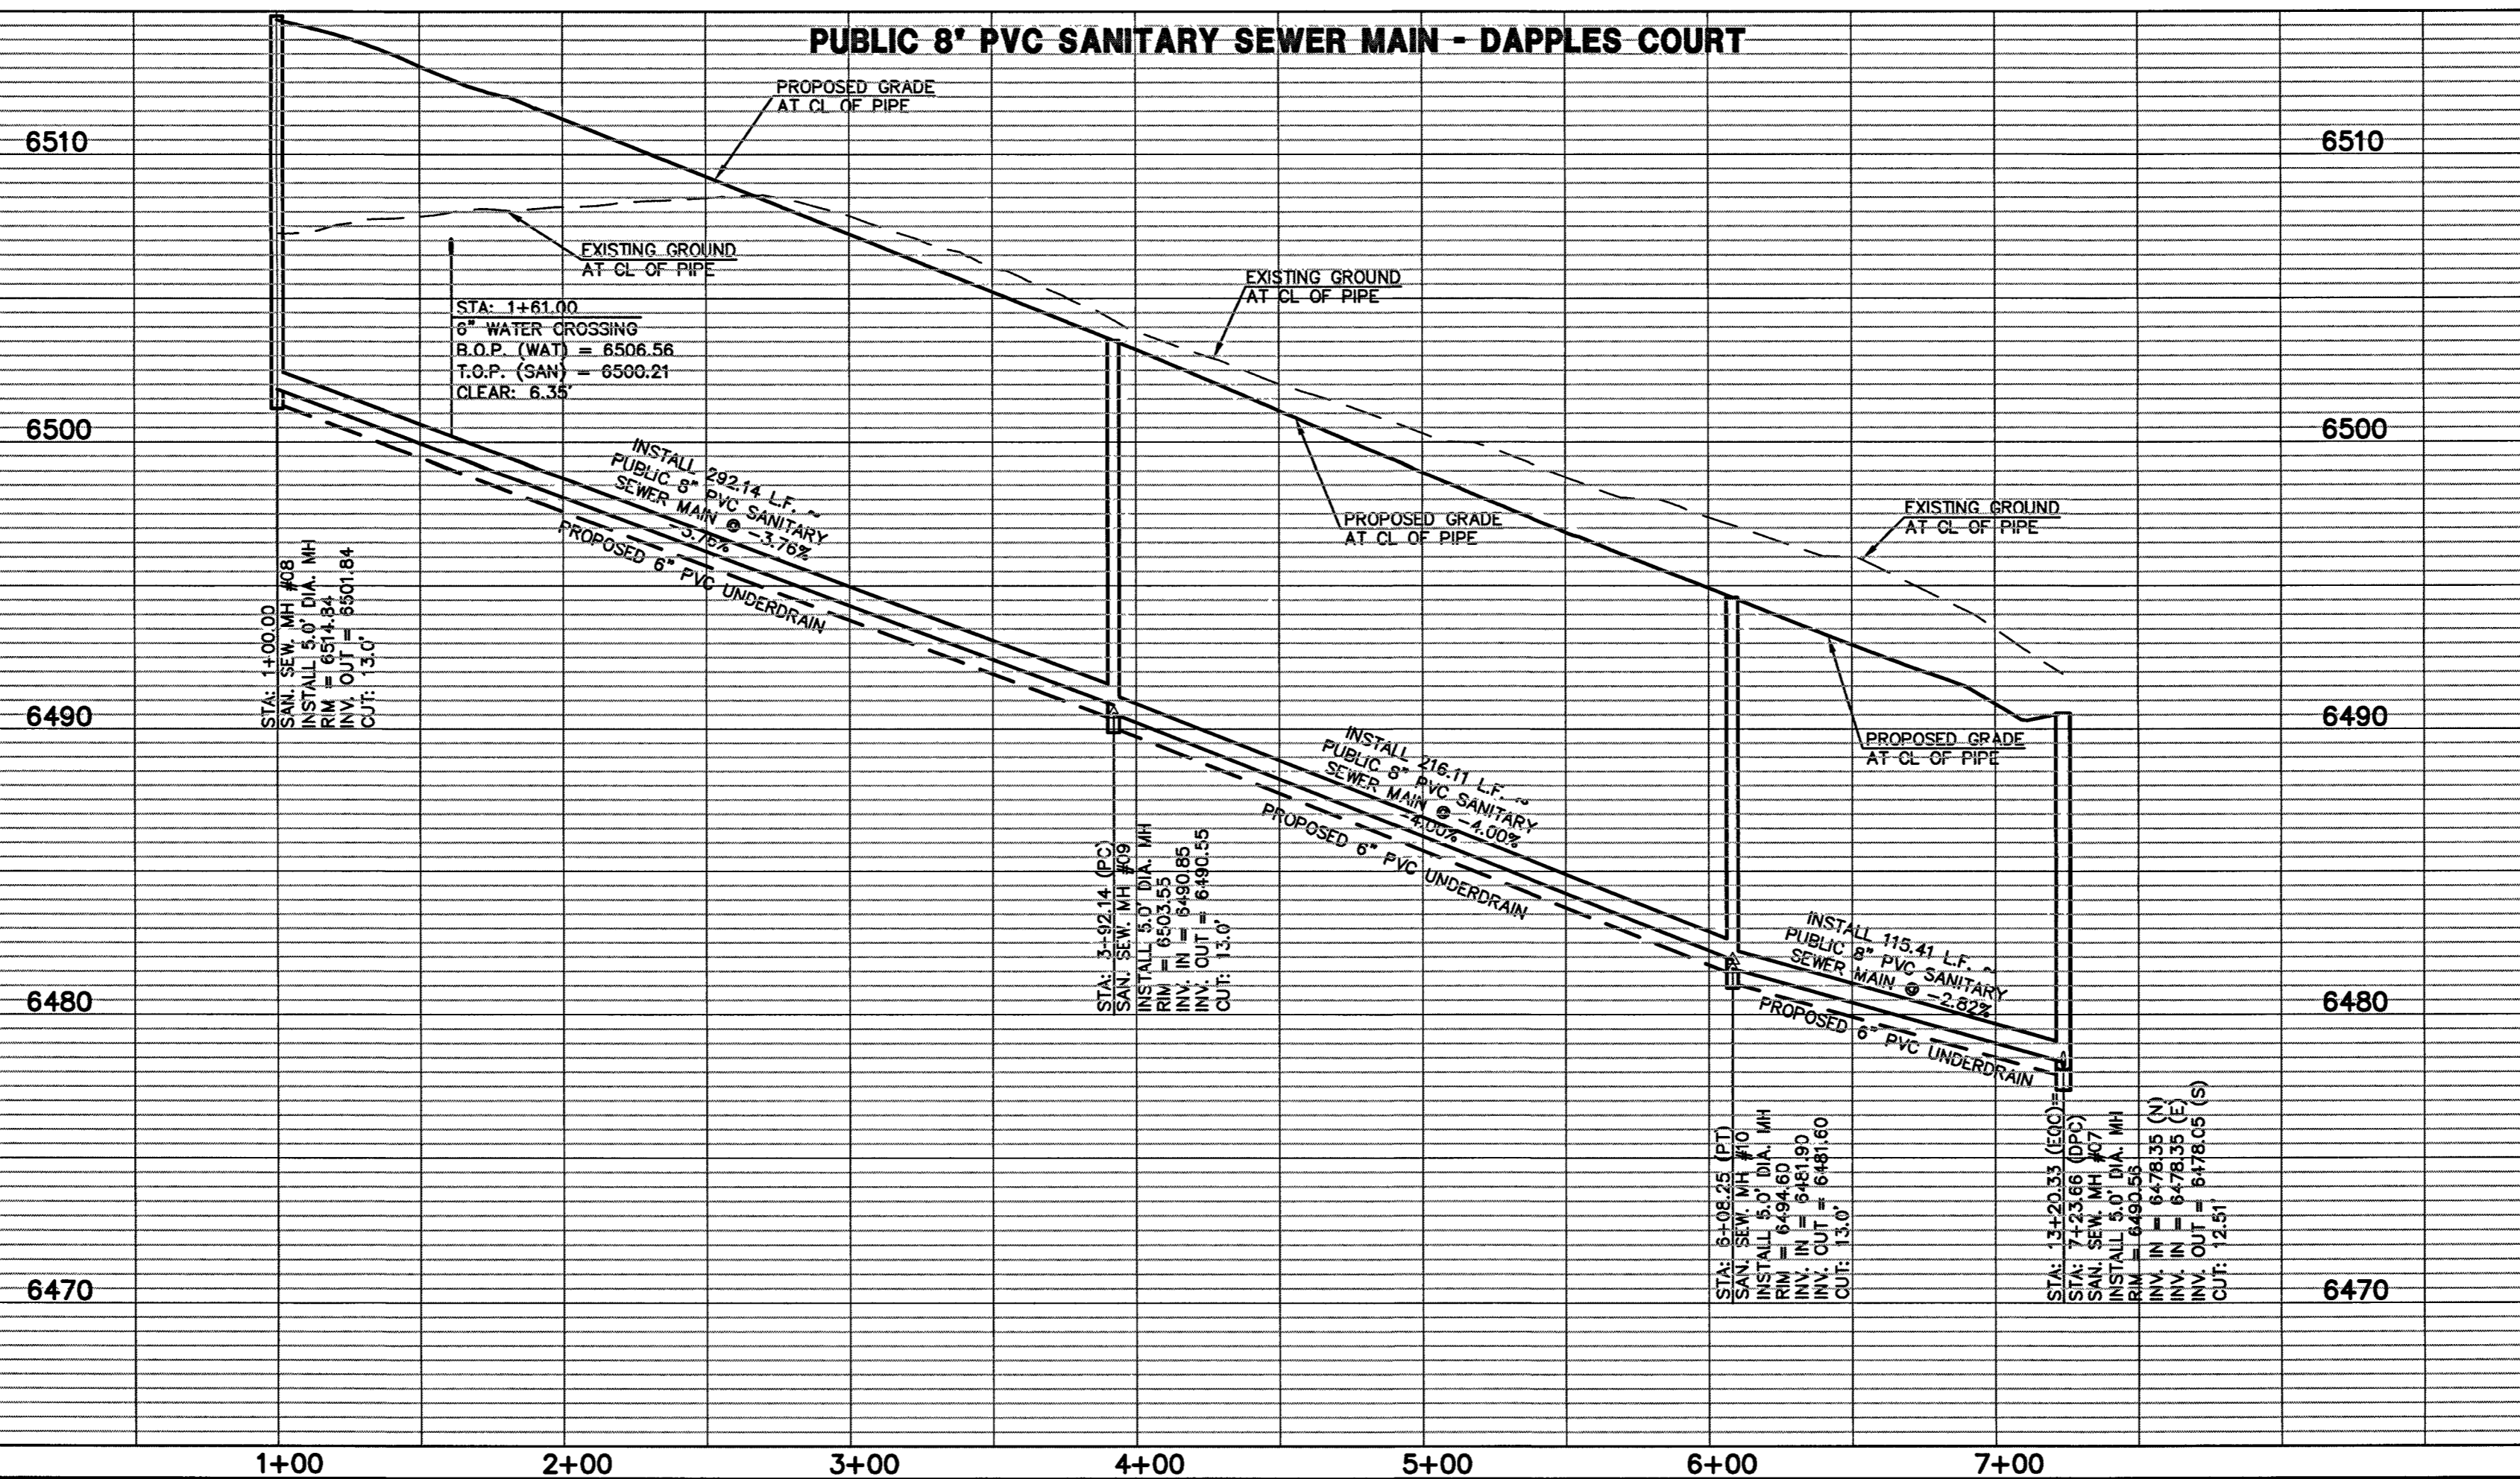 PUBLIC 8" PVC SANITARY SEWER MAIN - DAPPLES COURT
PROPOSED GRADE
AT CL OF PIPE
6510
6510
EXISTING GROUND
AT CL OF PIPE
EXISTING GROUND
AT CL OF PIPE
STA: 1+61.00
6" WATER CROSSING
B.O.P. (WAT) = 6506.56
T.O.P. (SAN) = 6500.21
CLEAR: 6.35'
6500
6500
INSTALL 292.14 L.F. ~
PUBLIC 8" PVC SANITARY
SEWER MAIN @ -3.76%
-3.76%
PROPOSED 6" PVC UNDERDRAIN
PROPOSED GRADE
AT CL OF PIPE
EXISTING GROUND
AT CL OF PIPE
STA: 1+00.00
SAN. SEW. MH #08
INSTALL 5.0' DIA. MH
RIM = 6514.84
INV. OUT = 6501.84
CUT: 13.0'
6490
6490
PROPOSED GRADE
AT CL OF PIPE
INSTALL 216.11 L.F. ~
PUBLIC 8" PVC SANITARY
SEWER MAIN @ -4.00%
-4.00%
PROPOSED 6" PVC UNDERDRAIN
STA: 3+92.14 (PC)
SAN. SEW. MH #09
INSTALL 5.0' DIA. MH
RIM = 6503.55
INV. IN = 6490.85
INV. OUT = 6490.55
CUT: 13.0'
INSTALL 115.41 L.F. ~
PUBLIC 8" PVC SANITARY
SEWER MAIN @ -2.82%
PROPOSED 6" PVC UNDERDRAIN
6480
6480
STA: 6+08.25 (PT)
SAN. SEW. MH #10
INSTALL 5.0' DIA. MH
RIM = 6494.60
INV. IN = 6481.90
INV. OUT = 6481.60
CUT: 13.0'
STA: 13+20.33 (EQC)=
STA: 7+23.66 (DPC)
SAN. SEW. MH #07
INSTALL 5.0' DIA. MH
RIM = 6490.56
INV. IN = 6478.35 (N)
INV. IN = 6478.35 (E)
INV. OUT = 6478.05 (S)
CUT: 12.51'
6470
6470
1+00
2+00
3+00
4+00
5+00
6+00
7+00